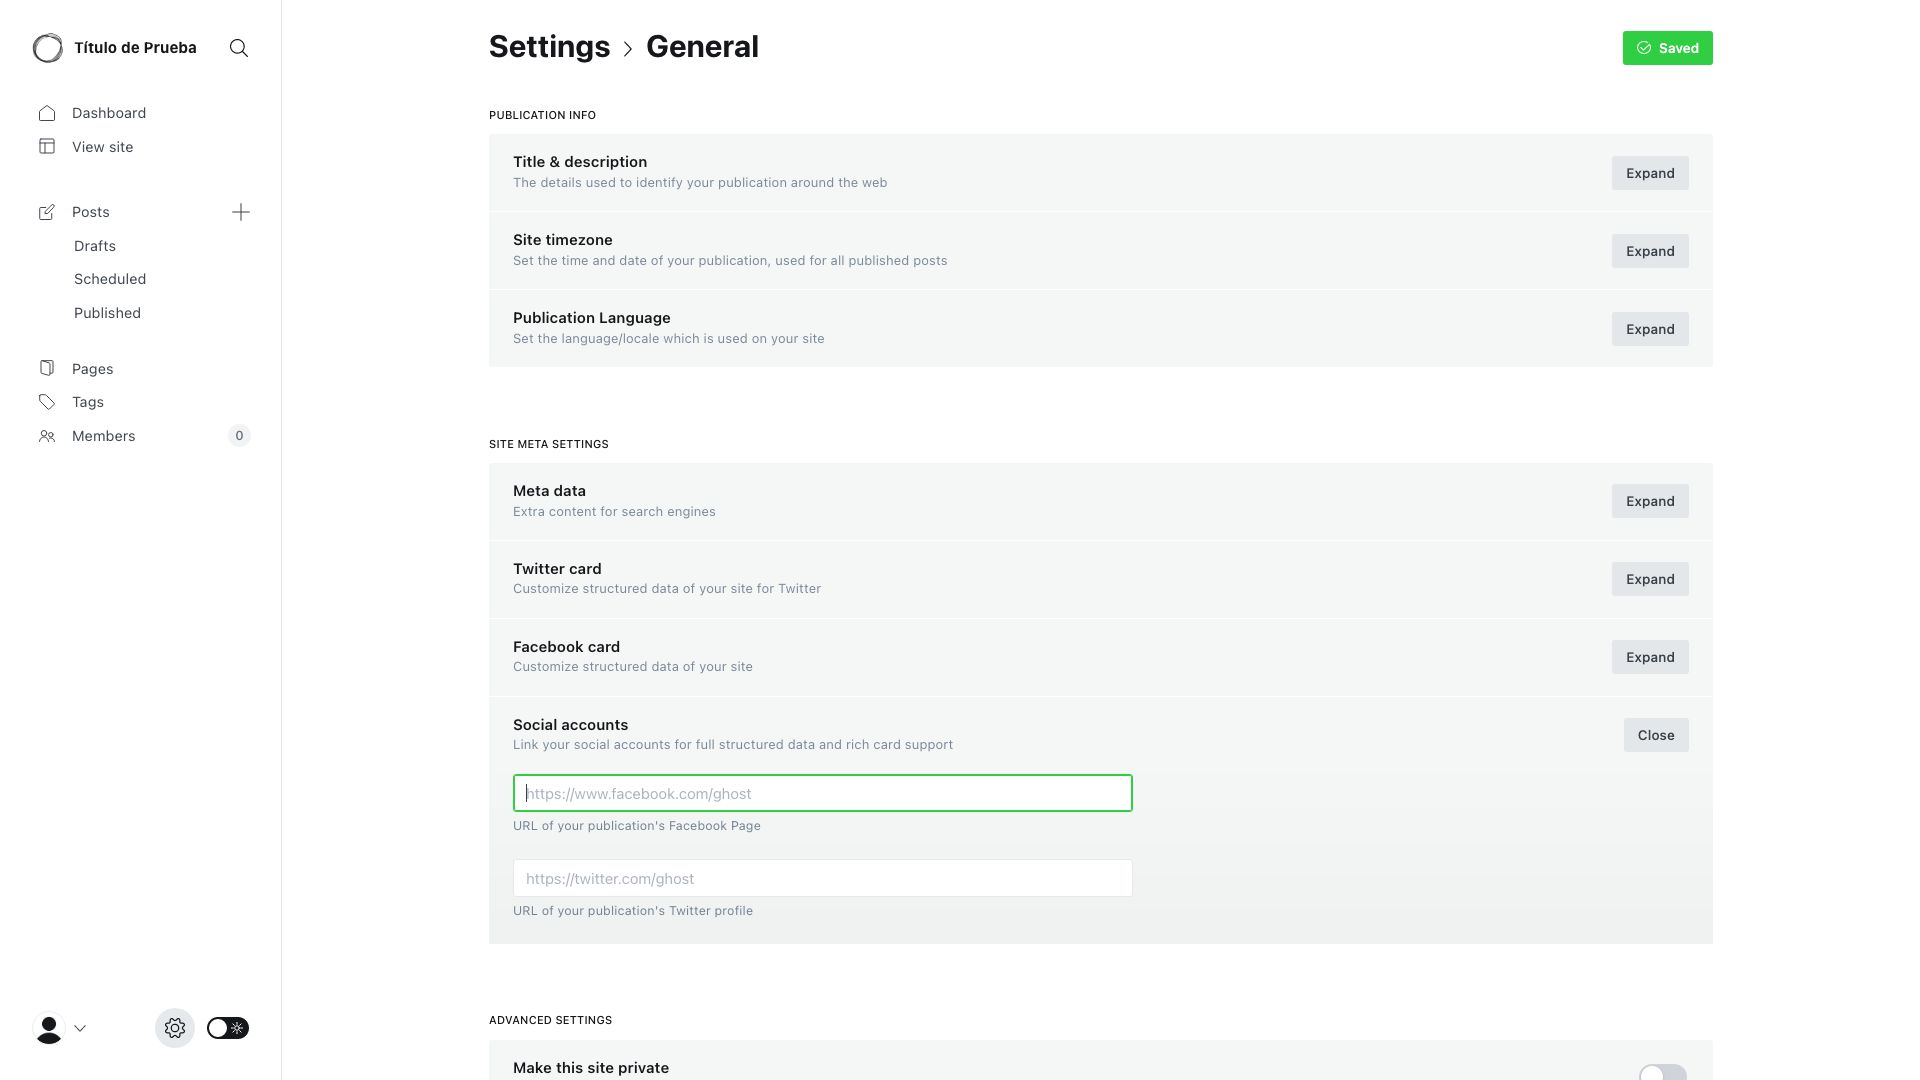 Título de Prueba
Dashboard
View site
Posts
Drafts
Scheduled
Published
Pages
Tags
Members
0
Settings
General
Saved
PUBLICATION INFO
Title & description
The details used to identify your publication around the web
Expand
Site timezone
Set the time and date of your publication, used for all published posts
Expand
Publication Language
Set the language/locale which is used on your site
Expand
SITE META SETTINGS
Meta data
Extra content for search engines
Expand
Twitter card
Customize structured data of your site for Twitter
Expand
Facebook card
Customize structured data of your site
Expand
Social accounts
Link your social accounts for full structured data and rich card support
Close
https://www.facebook.com/ghost
URL of your publication's Facebook Page
https://twitter.com/ghost
URL of your publication's Twitter profile
ADVANCED SETTINGS
Make this site private